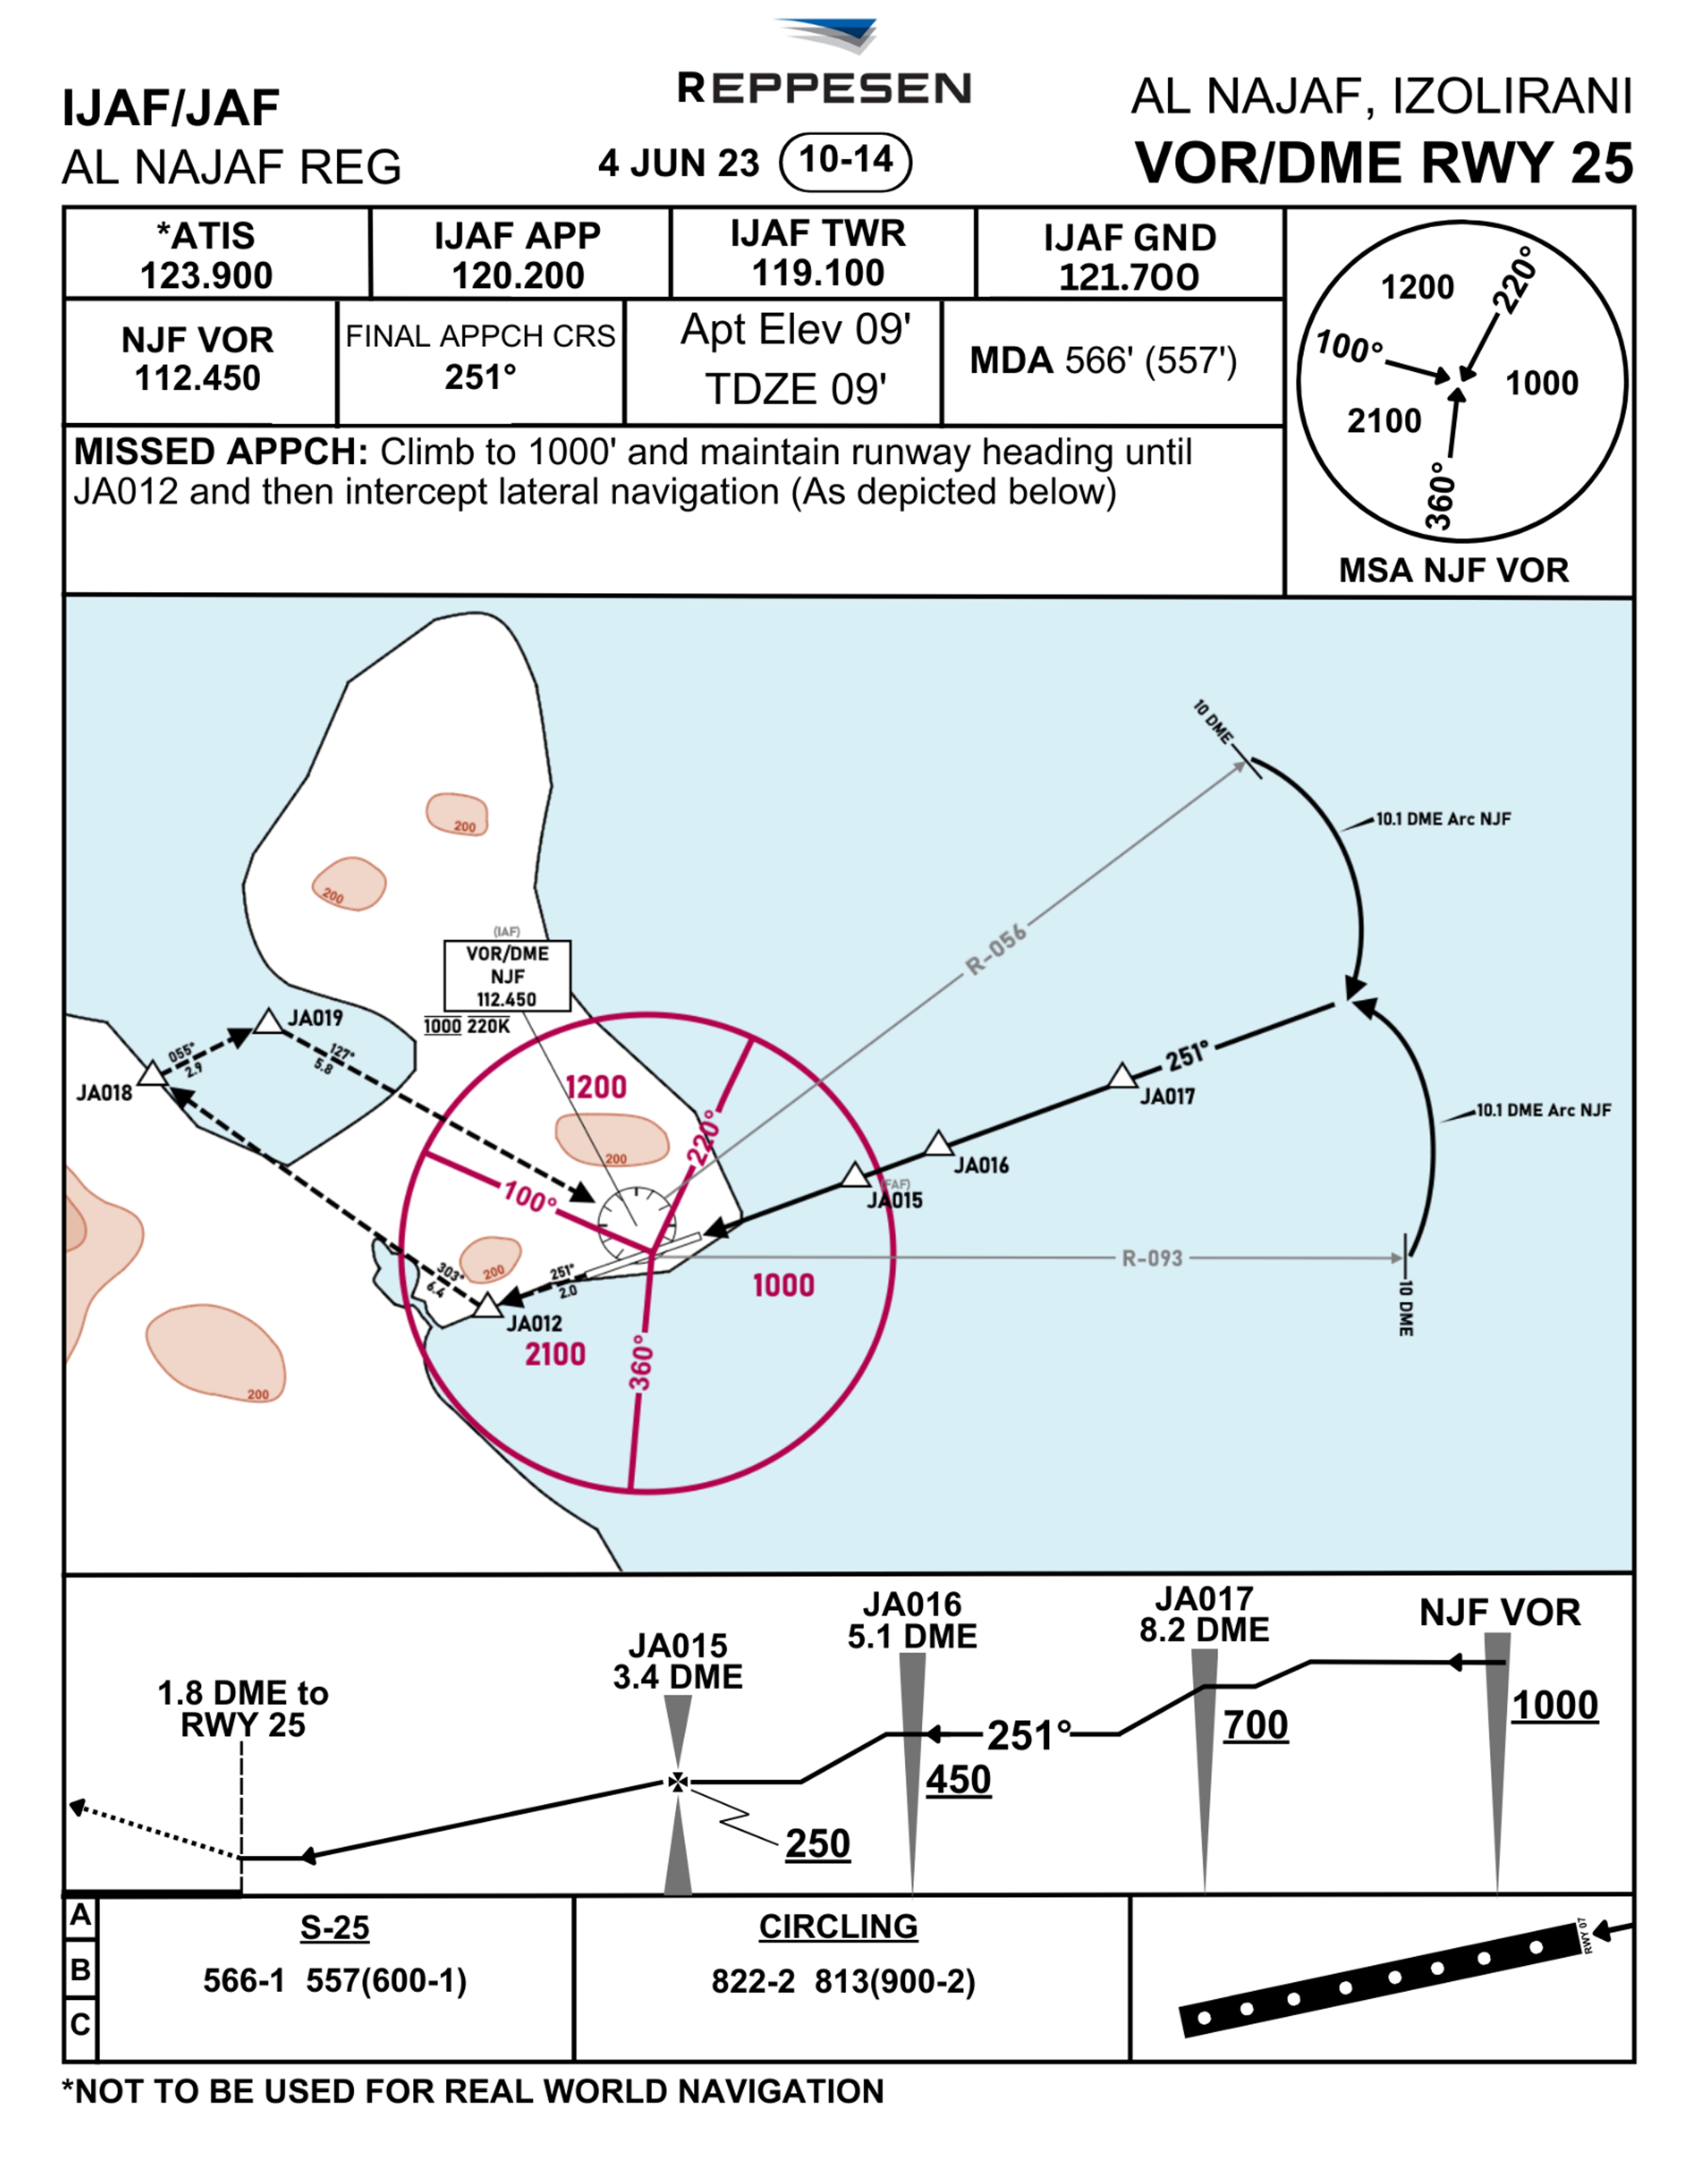 REPPESEN
IJAF/JAF
AL NAJAF REG
4 JUN 23 10-14
AL NAJAF, IZOLIRANI
VOR/DME RWY 25
*ATIS
123.900
IJAF APP
120.200
IJAF TWR
119.100
IJAF GND
121.700
NJF VOR
112.450
FINAL APPCH CRS
251°
Apt Elev 09'
TDZE 09'
MDA 566' (557')
1200
220°
100°
1000
2100
360°
MSA NJF VOR
MISSED APPCH: Climb to 1000' and maintain runway heading until
JA012 and then intercept lateral navigation (As depicted below)
10 DME
10.1 DME Arc NJF
200
200
R-056
(IAF)
VOR/DME
NJF
112.450
1000 220K
JA019
055°
2.9
127°
5.8
JA018
251°
JA017
1200
220°
200
10.1 DME Arc NJF
JA016
(FAF)
JA015
100°
R-093
303°
6.4
200
251°
2.0
1000
10 DME
JA012
2100
360°
200
JA016
5.1 DME
JA017
8.2 DME
NJF VOR
JA015
3.4 DME
1.8 DME to
RWY 25
1000
700
251°
450
250
A
B
C
S-25
566-1 557(600-1)
CIRCLING
822-2 813(900-2)
RWY 07
*NOT TO BE USED FOR REAL WORLD NAVIGATION